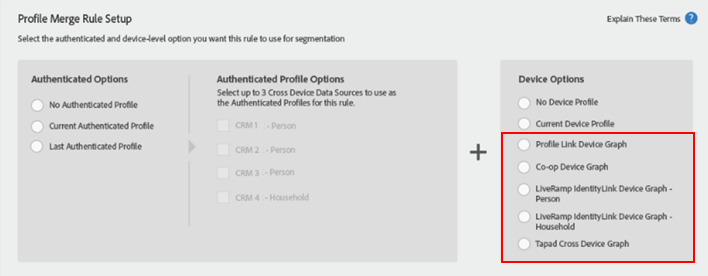 Profile Merge Rule Setup
Explain These Terms ?
Select the authenticated and device-level option you want this rule to use for segmentation
Authenticated Options
No Authenticated Profile
Current Authenticated Profile
Last Authenticated Profile
Authenticated Profile Options
Select up to 3 Cross Device Data Sources to use as
the Authenticated Profiles for this rule.
CRM 1 - Person
CRM 2 - Person
CRM 3 - Person
CRM 4 - Household
+
Device Options
No Device Profile
Current Device Profile
Profile Link Device Graph
Co-op Device Graph
LiveRamp IdentityLink Device Graph -
Person
LiveRamp IdentityLink Device Graph -
Household
Tapad Cross Device Graph